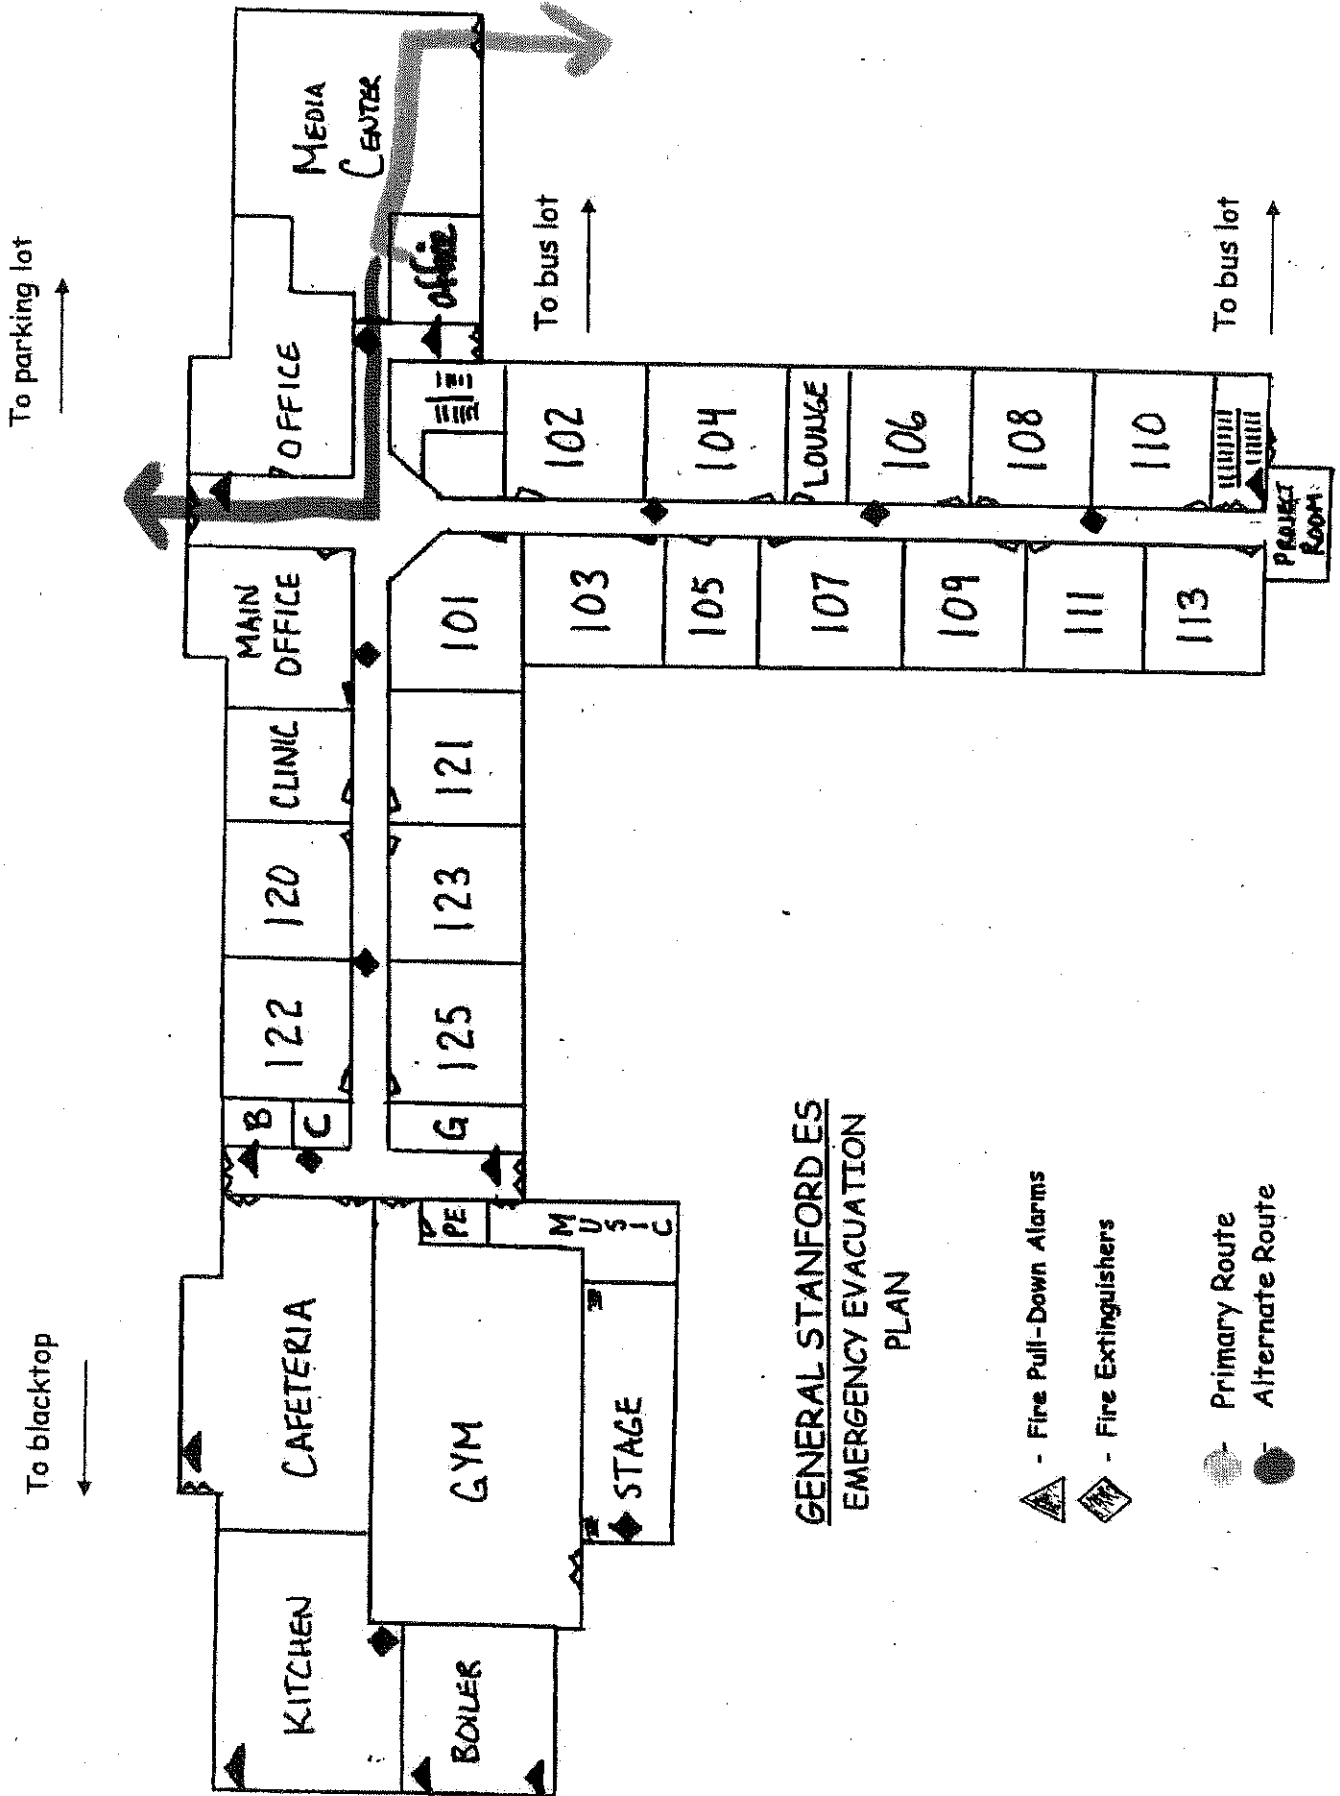 To blacktop
To parking lot
KITCHEN
CAFETERIA
B
C
122
120
CLINIC
MAIN
OFFICE
OFFICE
MEDIA
CENTER
BOILER
GYM
PE
G
125
123
121
101
office
STAGE
MUSIC
To bus lot
102
104
LOUNGE
106
108
110
103
105
107
109
111
113
PROJECT
ROOM
To bus lot
GENERAL STANFORD ES
EMERGENCY EVACUATION
PLAN
- Fire Pull-Down Alarms
- Fire Extinguishers
- Primary Route
- Alternate Route